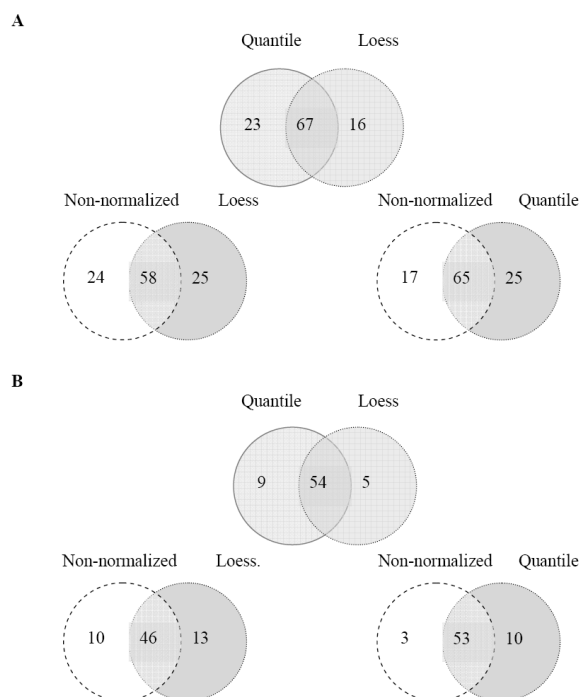 A
Quantile Loess
23 67 16
Non-normalized Loess Non-normalized Quantile
24 58 25 17 65 25
B
Quantile Loess
9 54 5
Non-normalized Loess. Non-normalized Quantile
10 46 13 3 53 10